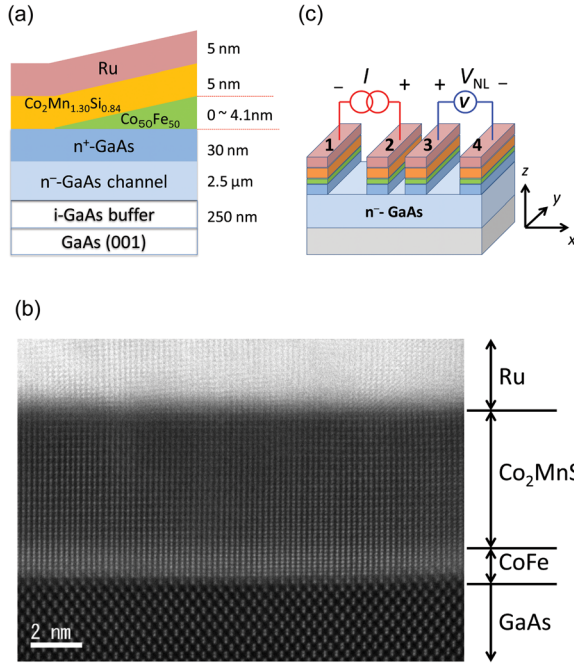 (a)
Ru
5 nm
Co₂Mn₁.₃₀Si₀.₈₄
5 nm
Co₅₀Fe₅₀
0 ~ 4.1nm
n⁺-GaAs
30 nm
n⁻-GaAs channel
2.5 µm
i-GaAs buffer
250 nm
GaAs (001)
(c)
− I + + V_NL −
V
1 2 3 4
n⁻- GaAs
z
y
x
(b)
Ru
Co₂MnS
CoFe
GaAs
2 nm